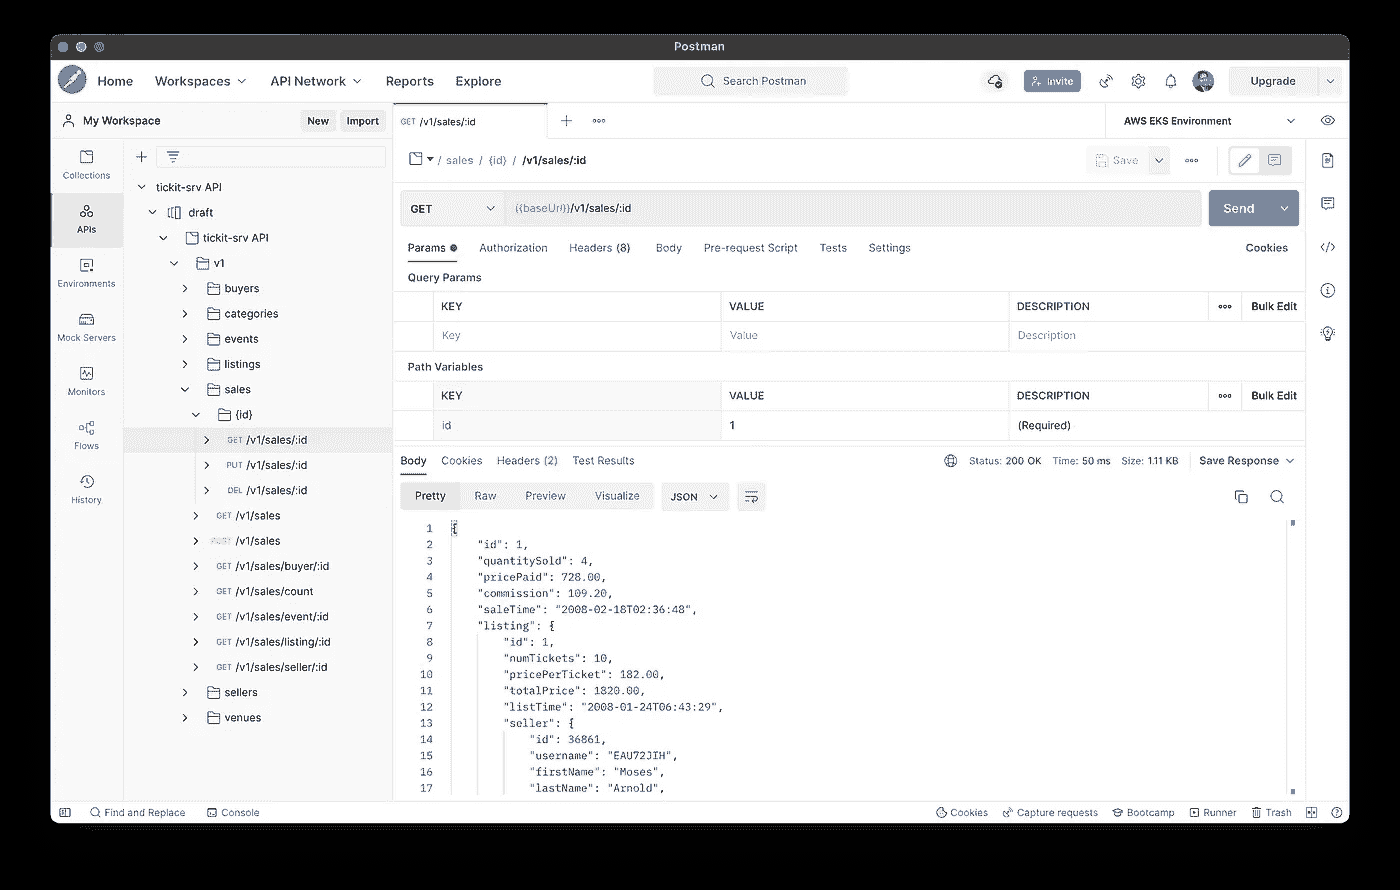 Postman
Home Workspaces API Network Reports Explore Search Postman Invite Upgrade
My Workspace New Import GET /v1/sales/:id AWS EKS Environment
Collections
APIs
Environments
Mock Servers
Monitors
Flows
History
tickit-srv API
draft
tickit-srv API
v1
buyers
categories
events
listings
sales
{id}
GET /v1/sales/:id
PUT /v1/sales/:id
DEL /v1/sales/:id
GET /v1/sales
POST /v1/sales
GET /v1/sales/buyer/:id
GET /v1/sales/count
GET /v1/sales/event/:id
GET /v1/sales/listing/:id
GET /v1/sales/seller/:id
sellers
venues
/ sales / {id} / /v1/sales/:id Save
GET {{baseUrl}}/v1/sales/:id Send
Params Authorization Headers (8) Body Pre-request Script Tests Settings Cookies
Query Params
KEY VALUE DESCRIPTION Bulk Edit
Key Value Description
Path Variables
KEY VALUE DESCRIPTION Bulk Edit
id 1 (Required)
Body Cookies Headers (2) Test Results Status: 200 OK Time: 50 ms Size: 1.11 KB Save Response
Pretty Raw Preview Visualize JSON
1 {
2 "id": 1,
3 "quantitySold": 4,
4 "pricePaid": 728.00,
5 "commission": 109.20,
6 "saleTime": "2008-02-18T02:36:48",
7 "listing": {
8 "id": 1,
9 "numTickets": 10,
10 "pricePerTicket": 182.00,
11 "totalPrice": 1820.00,
12 "listTime": "2008-01-24T06:43:29",
13 "seller": {
14 "id": 36861,
15 "username": "EAU72JIH",
16 "firstName": "Moses",
17 "lastName": "Arnold",
Find and Replace Console Cookies Capture requests Bootcamp Runner Trash